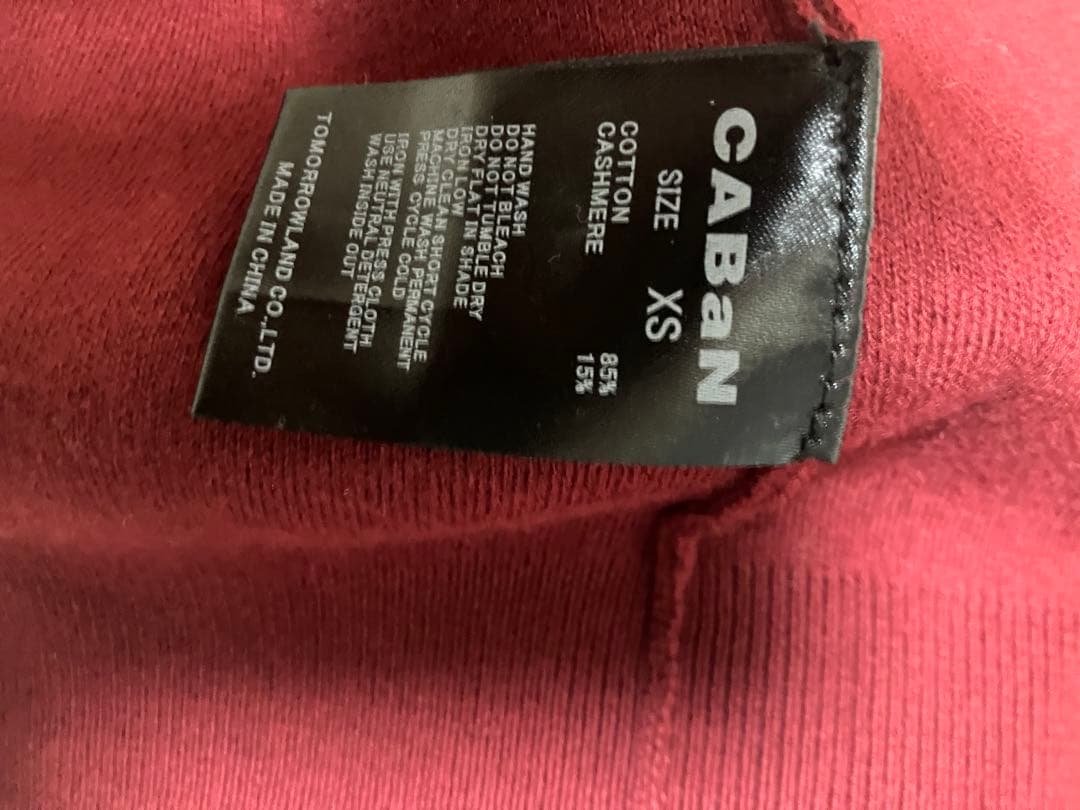 CABaN
SIZE XS
COTTON 85%
CASHMERE 15%
HAND WASH
DO NOT BLEACH
DO NOT TUMBLE DRY
DRY FLAT IN SHADE
IRON LOW
DRY CLEAN SHORT CYCLE
MACHINE WASH PERMANENT
PRESS CYCLE COLD
IRON WITH PRESS CLOTH
USE NEUTRAL DETERGENT
WASH INSIDE OUT
TOMORROWLAND CO.,LTD.
MADE IN CHINA